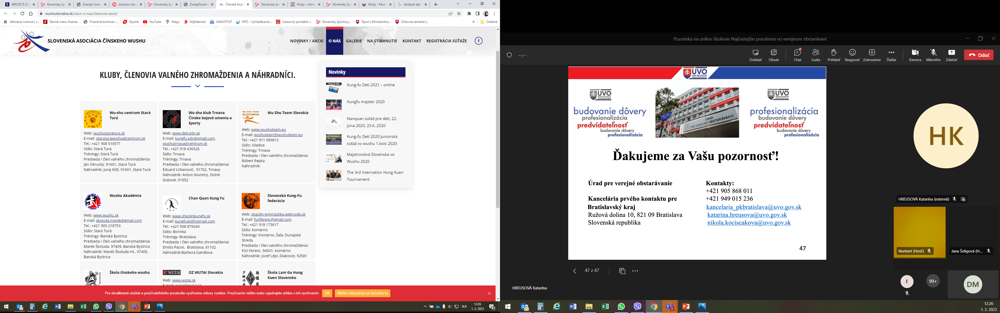 440/2015 Z.z.
Slovensky špo
Zverejn˝ovani
zoznam-cleno
Slovensky špo
Zverejňovanie
Členské kluby
Slovensky špo
Kluby – Arms
Slovensky špo
Kluby - Mush
obrázok lajk –
wushuslovakia.sk/sacw-o-nas/clenovia-sacw/
Aktivácia licencie | r...
Denné menu Kramá...
Finančná kontrola -...
Skylink
YouTube
Mapy
MyEdenred
SAMVSTUP
RPO - Vyhľadávanie...
Cestovný poriadok l...
Slovensky športovy...
Šport | Ministerstvo...
Účtovná závierka |...
»
Ostatné
SLOVENSKÁ ASOCIÁCIA ČÍNSKEHO WUSHU
NOVINKY / AKCIE O NÁS GALÉRIE NA STIAHNUTIE KONTAKT REGISTRÁCIA SÚŤAŽE
KLUBY, ČLENOVIA VALNÉHO ZHROMAŽDENIA A NÁHRADNÍCI.
Wu-shu centrum Stará
Turá
Web: wushustaratura.sk
E-mail: staraturawushu@centrum.sk
Tel.: +421 908 510571
Sídlo: Stará Turá
Tréningy: Stará Turá
Predseda / člen valného zhromaždenia:
Ján Okrucký, 91601, Stará Turá
Náhradník: Juraj Kišš, 91601, Stará Turá
Wu shu klub Trnava
Čínske bojové umenia a
športy
Web: www.deti.edy.sk
E-mail: kungfu.edy@gmail.com,
wushutrnava@centrum.sk
Tel.: +421 918 636526
Sídlo: Trnava
Tréningy: Trnava
Predseda / člen valného zhromaždenia:
Eduard Urbanovič, 91702, Trnava
Náhradník: Anton Novotný, Dolné
Dubové, 91952
WU SHU TEAM
SLOVAKIA
Wu Shu Team Slovakia
Web: www.wushuteam.eu
E-mail: wushuteam@wushuteam.eu
Tel.: +421 911 989813
Sídlo: Siladice
Tréningy: Trnava
Predseda / člen valného zhromaždenia:
Róbert Repka
Náhradník:
Wushu Akadémia
Web: www.wushu.sk
E-mail: skoluda.marek@gmail.com
Tel.: +421 905 218753
Sídlo: Stará Turá
Tréningy: Banská Bystrica
Predseda / člen valného zhromaždenia:
Marek Školuda, 97409, Banská Bystrica
Náhradník: Marek Školuda ml., 97405,
Banská Bystrica
Chan Quan Kung Fu
Web: www.shaolinkungfu.sk
E-mail: kungfusk@hotmail.com
Tel.: +421 908 875049
Sídlo: Borinka
Tréningy: Bratislava
Predseda / člen valného zhromaždenia:
Emilio Pacini, Bratislava, 81102
Náhradník:Barbora Gandlova
Slovenská Kung-Fu
federácia
Web: shaolin-gymnastika.webnode.sk
E-mail: furiferenc@gmail.com
Tel.: +421 918 173617
Sídlo: Komárno
Tréningy: Komárno, Šaľa, Dunajská
Streda
Predseda / člen valného zhromaždenia:
Füri Ferenc, 94501, Komárno
Náhradník: Jozef Lépi, Diakovce, 92581
Škola čínskeho wushu
WUTAI
OZ WUTAI Slovakia
Web: www.wutai.sk
E-mail: wutai@wutai.sk
Škola Lam Ga Hung
Kuen Slovensko
Novinky
Kung-fu Deti 2021 – online
Kungfu majster 2020
Nanquan súťaž pre deti, 22.
júna 2020, 23.6..2020
Kung-fu Deti 2020 Juniorská
súťaž vo wushu 1.kolo 2020
Majstrovstvá Slovenska vo
Wushu 2020
The 3rd Internation Hung Kuen
Tournament
Pre skvalitnenie služieb a používateľského prostredia využívame súbory cookies. Používaním nášho webu vyjadrujete súhlas s ich využívaním. OK Bližšie informácie sa dozviete tu
SLK
12:26
1. 2. 2023
45
Pozvánka na online školenie Najčastejšie porušenia vo verejnom obstarávaní
--:--
Ovládať Obsah Chat Ľudia Prihlásiť Reagovať Zobrazenie Ďalšie Kamera Mikrofón Zdieľať Odísť
ÚVO
ÚRAD PRE VEREJNÉ
OBSTARÁVANIE
ÚVO
budovanie dôvery
profesionalizácia
predvídateľnosť
budovanie dôvery
profesionalizácia
ÚRAD
PRE VEREJNÉ OBSTARÁVANIE
ÚVO
profesionalizácia
budovanie dôvery
predvídateľnosť
budovanie dôvery
profesionalizácia
Ďakujeme za Vašu pozornosť!
Úrad pre verejné obstarávanie
Kancelária prvého kontaktu pre
Bratislavský kraj
Ružová dolina 10, 821 09 Bratislava
Slovenská republika
Kontakty:
+421 905 868 011
+421 949 015 236
kancelaria_pkbratislava@uvo.gov.sk
katarina.hreusova@uvo.gov.sk
nikola.kociscakova@uvo.gov.sk
47
47 z 47
HREUSOVÁ Katarína
HK
HREUSOVÁ Katarína (externé)
Norbert (Hosť)
Jana Šeligová (H...
F
99+
DM
12:26
1. 2. 2023